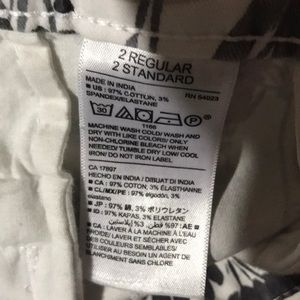 2 REGULAR
2 STANDARD
MADE IN INDIA RN 54023
US : 97% COTTON, 3%
SPANDEX/ELASTANE
30
P
1166
MACHINE WASH COLD/ WASH AND
DRY WITH LIKE COLORS/ ONLY
NON-CHLORINE BLEACH WHEN
NEEDED/ TUMBLE DRY LOW/ COOL
IRON/ DO NOT IRON LABEL
CA 17897
HECHO EN INDIA / DIBUAT DI INDIA
CA : 97% COTON, 3% ÉLASTHANNE
CL/MX/PE : 97% algodón, 3%
elastano
JP : 97% 綿, 3% ポリウレタン
ID : 97% KAPAS, 3% ELASTANE
CA : LAVER À LA MACHINE À L'EAU
FROIDE/ LAVER ET SÉCHER AVEC
DES COULEURS SEMBLABLES/
AU BESOIN, UTILISER UN AGENT DE
BLANCHIMENT SANS CHLORE